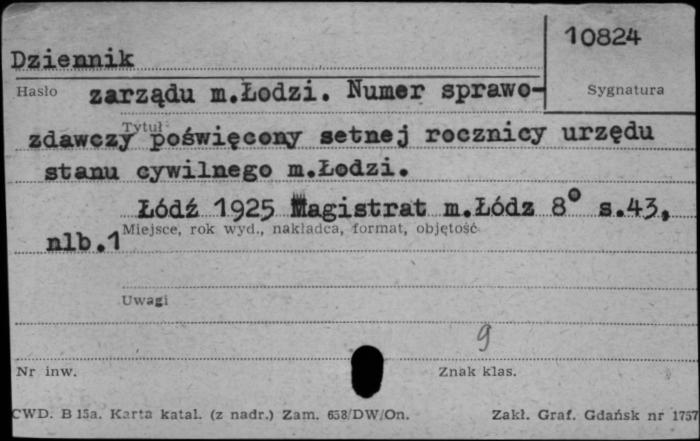 10824
Dziennik
Hasło
zarządu m.Łodzi. Numer sprawo-
Sygnatura
Tytuł
zdawczy poświęcony setnej rocznicy urzędu
stanu cywilnego m.Łodzi.
Łódź 1925 Magistrat m.Łódz 8° s.43,
nlb.1
Miejsce, rok wyd., nakładca, format, objętość
Uwagi
9
Nr inw.
Znak klas.
CWD. B 15a. Karta katal. (z nadr.) Zam. 658/DW/On.
Zakł. Graf. Gdańsk nr 1757